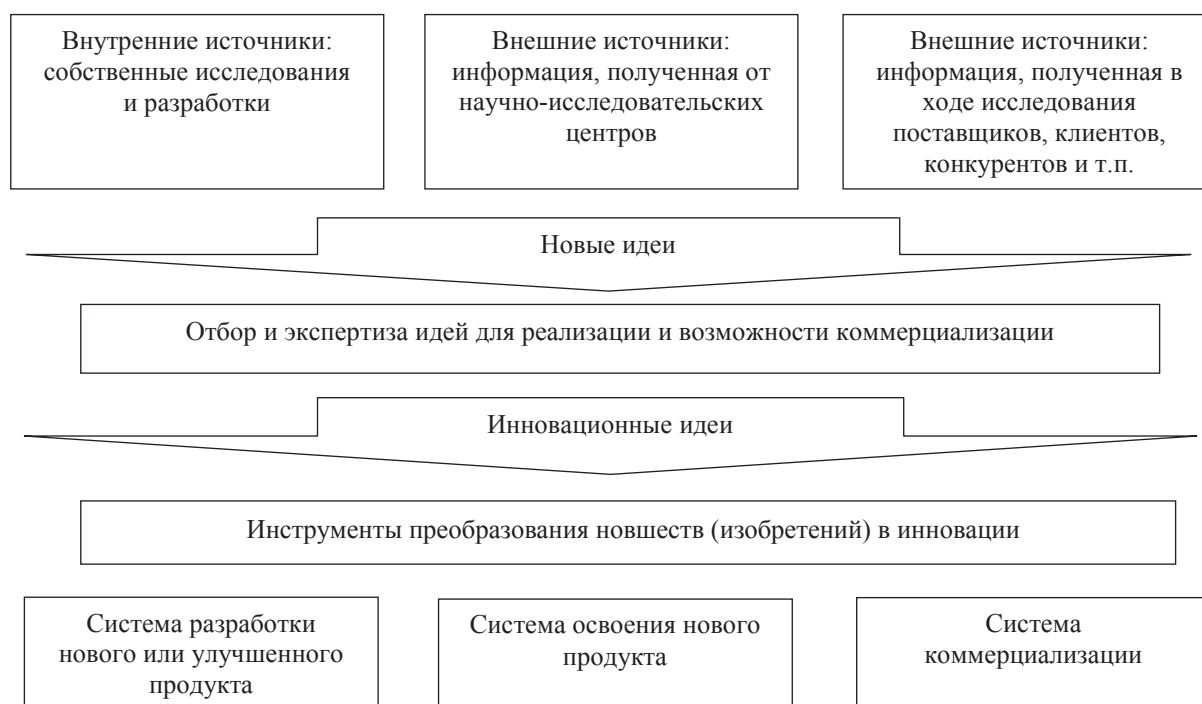 Внутренние источники:
собственные исследования
и разработки
Внешние источники:
информация, полученная от
научно-исследовательских
центров
Внешние источники:
информация, полученная в
ходе исследования
поставщиков, клиентов,
конкурентов и т.п.
Новые идеи
Отбор и экспертиза идей для реализации и возможности коммерциализации
Инновационные идеи
Инструменты преобразования новшеств (изобретений) в инновации
Система разработки
нового или улучшенного
продукта
Система освоения нового
продукта
Система
коммерциализации